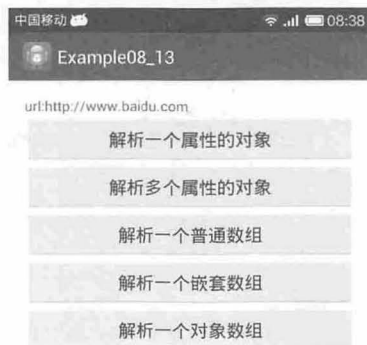 中国移动 08:38
Example08_13
url:http://www.baidu.com
解析一个属性的对象
解析多个属性的对象
解析一个普通数组
解析一个嵌套数组
解析一个对象数组